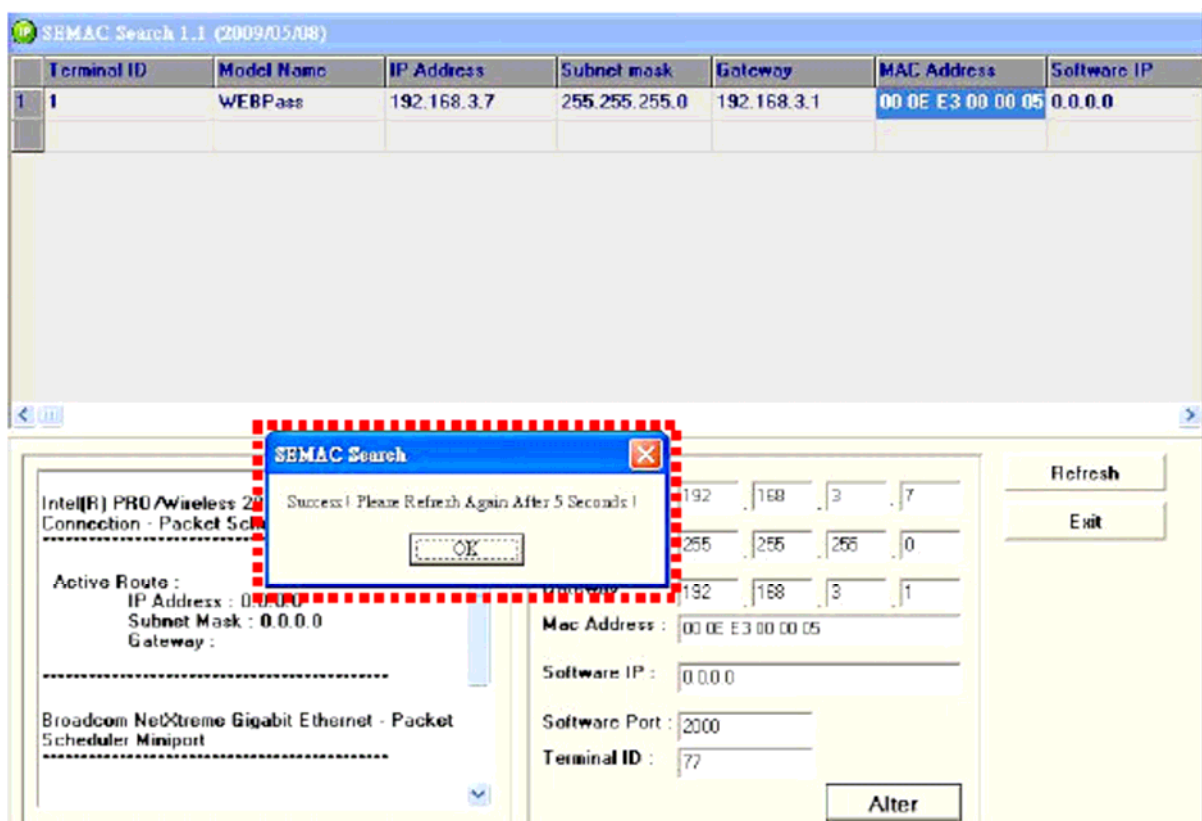 SEMAC Search 1.1 (2009/05/08)
Terminal ID Model Name IP Address Subnet mask Gateway MAC Address Software IP
1 1 WEBPass 192.168.3.7 255.255.255.0 192.168.3.1 00 0E E3 00 00 05 0.0.0.0
SEMAC Search
Success! Please Refresh Again After 5 Seconds!
OK
Intel(R) PRO/Wireless
Connection - Packet
Active Route :
IP Address : 0.0.0.0
Subnet Mask : 0.0.0.0
Gateway :
Broadcom NetXtreme Gigabit Ethernet - Packet
Scheduler Miniport
192 . 168 . 3 . 7
255 . 255 . 255 . 0
Gateway 192 . 168 . 3 . 1
Mac Address : 00 0E E3 00 00 05
Software IP : 0.0.0.0
Software Port : 2000
Terminal ID : 77
Alter
Refresh
Exit